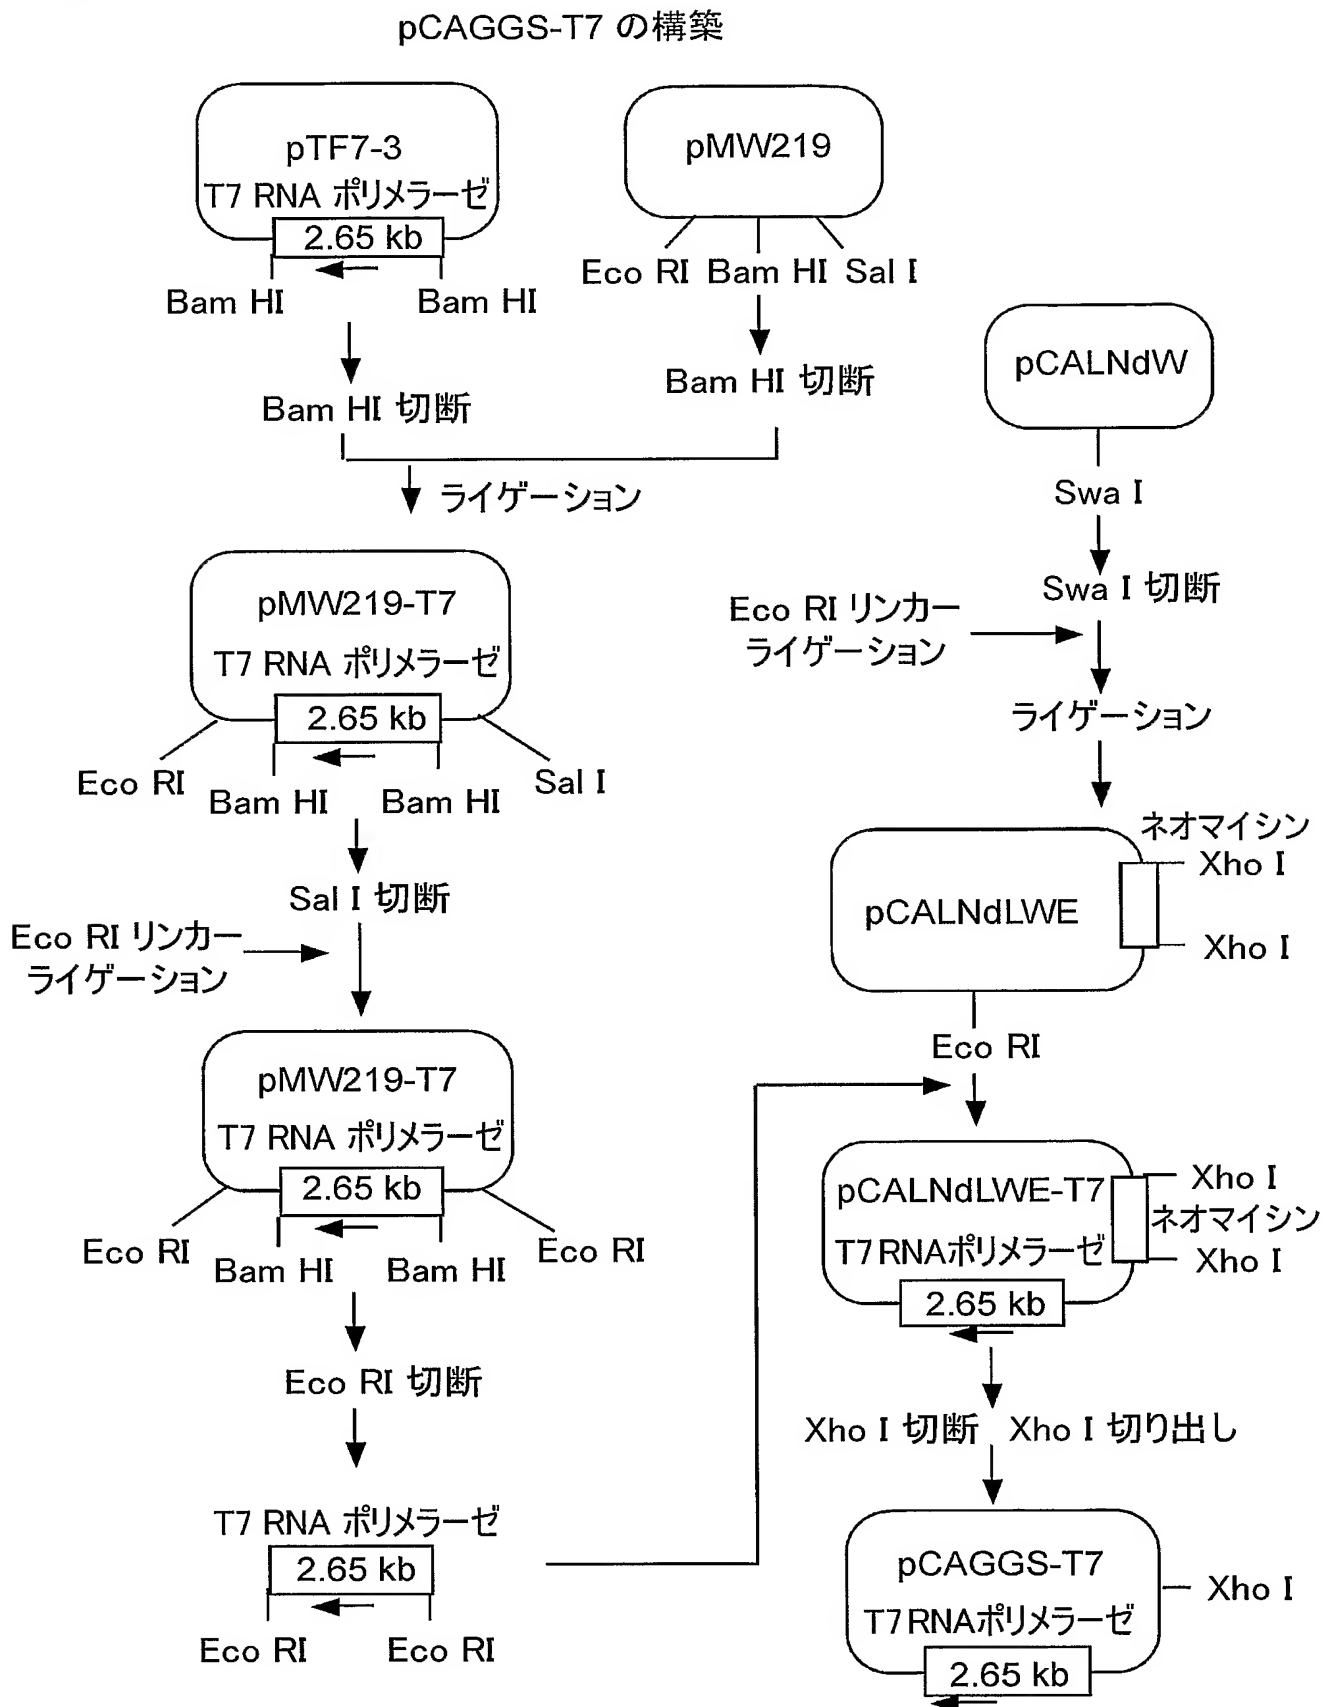 pCAGGS-T7 の構築
pTF7-3
T7 RNA ポリメラーゼ
2.65 kb
Bam HI
Bam HI
Bam HI 切断
pMW219
Eco RI Bam HI Sal I
Bam HI 切断
ライゲーション
pMW219-T7
T7 RNA ポリメラーゼ
2.65 kb
Eco RI
Bam HI
Bam HI
Sal I
Sal I 切断
Eco RI リンカー
ライゲーション
pMW219-T7
T7 RNA ポリメラーゼ
2.65 kb
Eco RI
Bam HI
Bam HI
Eco RI
Eco RI 切断
T7 RNA ポリメラーゼ
2.65 kb
Eco RI
Eco RI
pCALNdW
Swa I
Swa I 切断
Eco RI リンカー
ライゲーション
ライゲーション
ネオマイシン
Xho I
pCALNdLWE
Xho I
Eco RI
pCALNdLWE-T7
Xho I
ネオマイシン
T7 RNAポリメラーゼ
Xho I
2.65 kb
Xho I 切断 Xho I 切り出し
pCAGGS-T7
Xho I
T7 RNAポリメラーゼ
2.65 kb